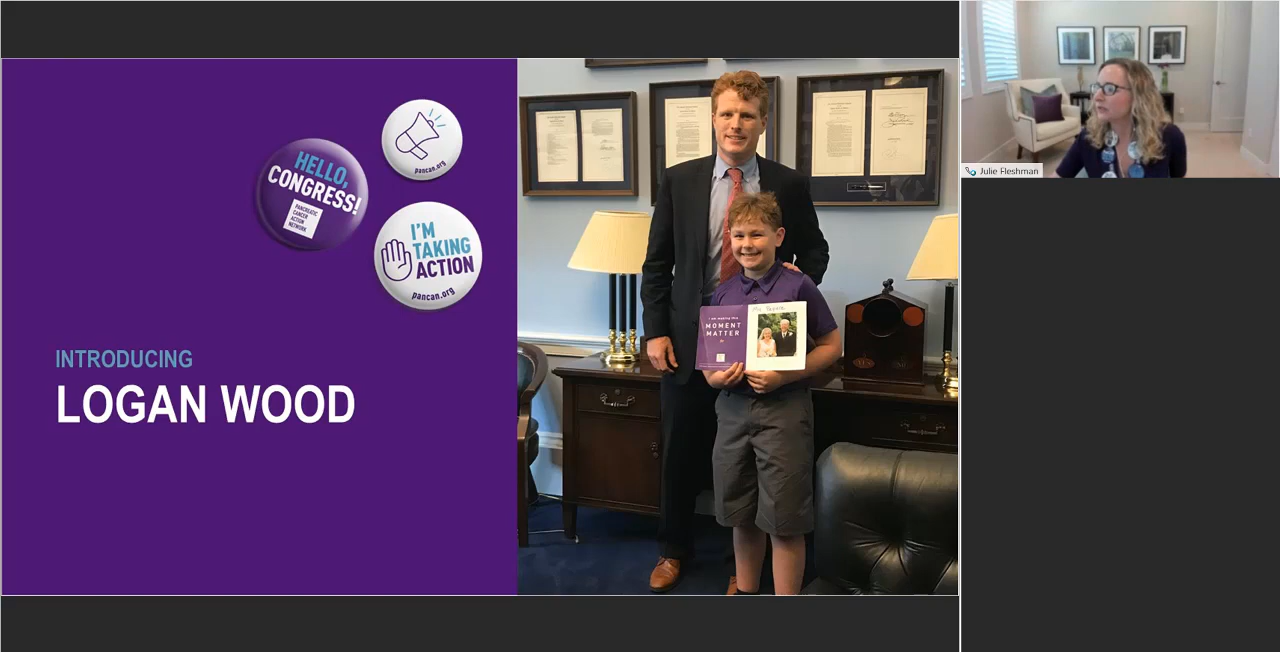 HELLO,
CONGRESS!
PANCREATIC
CANCER
ACTION
NETWORK
pancan.org
I'M
TAKING
ACTION
pancan.org
INTRODUCING
LOGAN WOOD
MOMENT
MATTER
Julie Fleshman